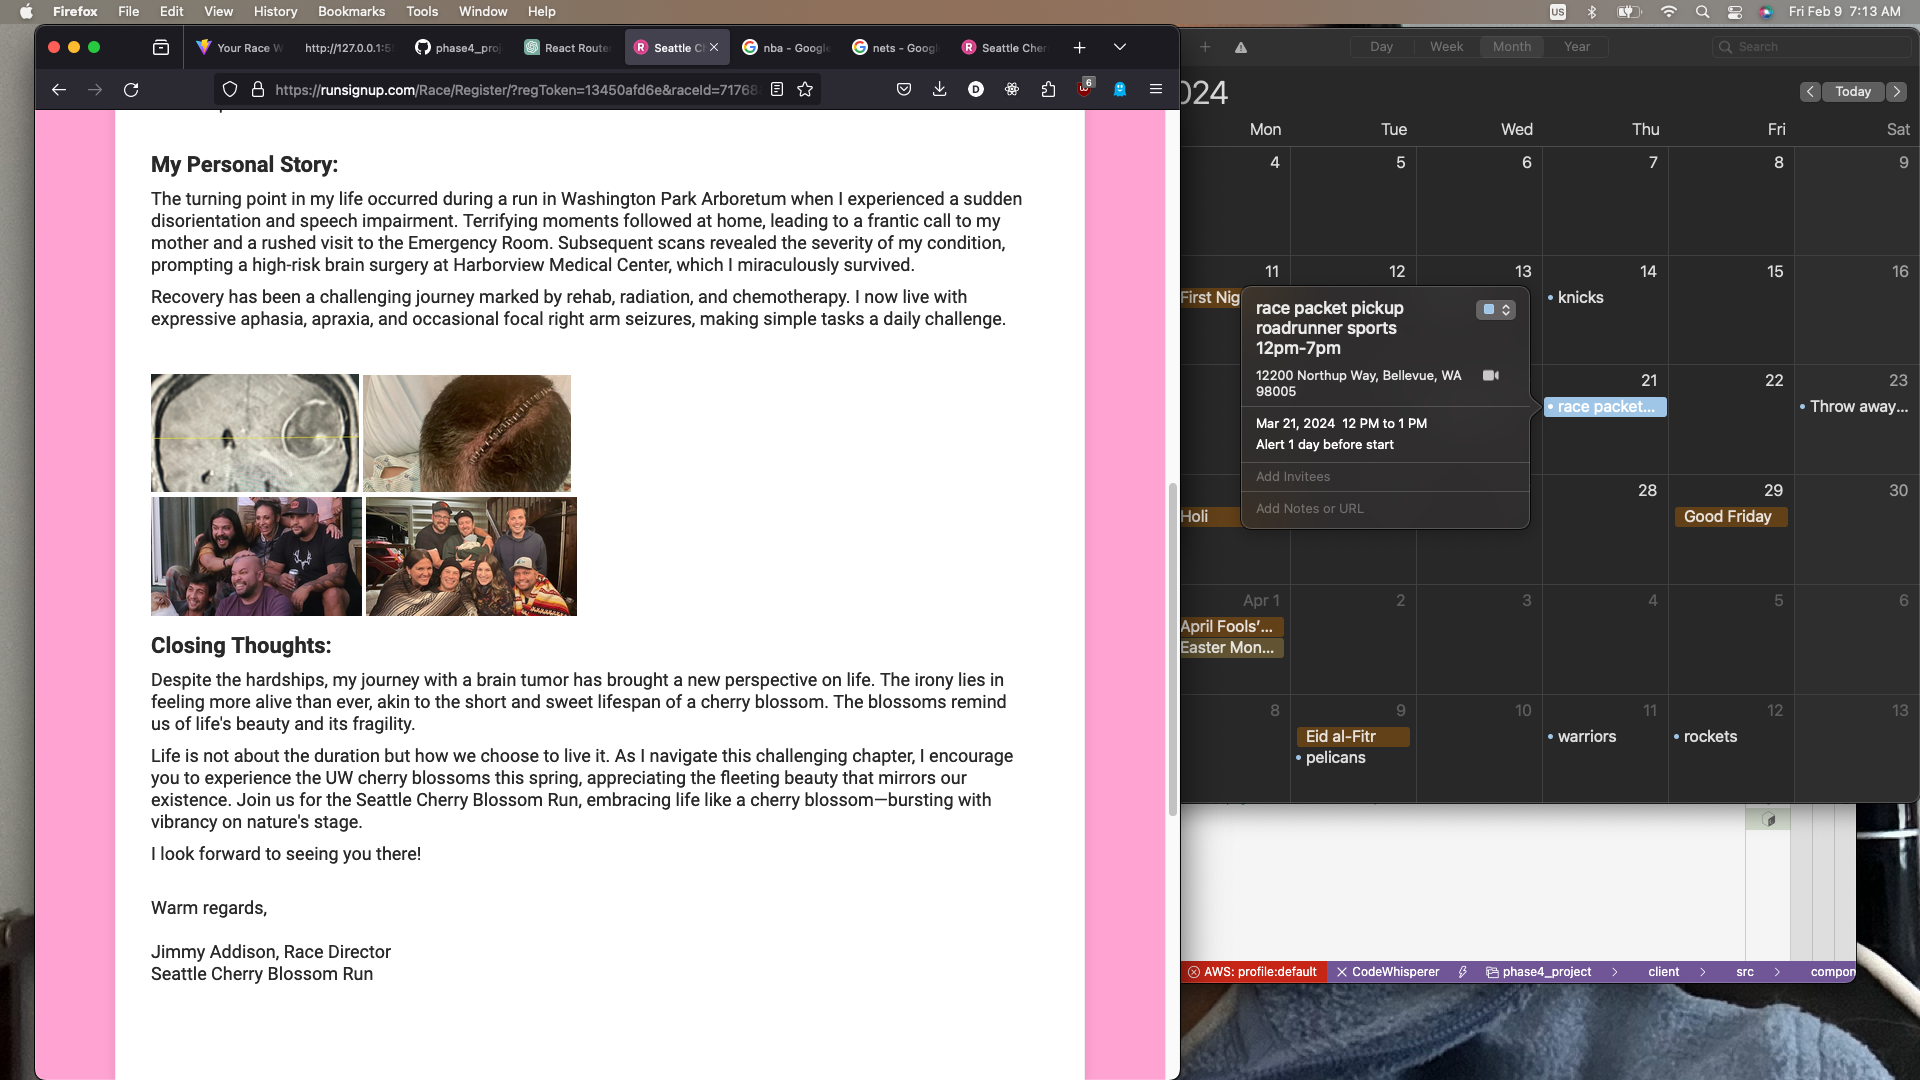 Firefox File Edit View History Bookmarks Tools Window Help
US
Fri Feb 9 7:13 AM
Your Race W
http://127.0.0.1:5
phase4_proj
React Route
Seattle C
nba - Google
nets - Googl
Seattle Cher
https://runsignup.com/Race/Register/?regToken=13450afd6e&raceId=7176
6
My Personal Story:
The turning point in my life occurred during a run in Washington Park Arboretum when I experienced a sudden
disorientation and speech impairment. Terrifying moments followed at home, leading to a frantic call to my
mother and a rushed visit to the Emergency Room. Subsequent scans revealed the severity of my condition,
prompting a high-risk brain surgery at Harborview Medical Center, which I miraculously survived.
Recovery has been a challenging journey marked by rehab, radiation, and chemotherapy. I now live with
expressive aphasia, apraxia, and occasional focal right arm seizures, making simple tasks a daily challenge.
Closing Thoughts:
Despite the hardships, my journey with a brain tumor has brought a new perspective on life. The irony lies in
feeling more alive than ever, akin to the short and sweet lifespan of a cherry blossom. The blossoms remind
us of life's beauty and its fragility.
Life is not about the duration but how we choose to live it. As I navigate this challenging chapter, I encourage
you to experience the UW cherry blossoms this spring, appreciating the fleeting beauty that mirrors our
existence. Join us for the Seattle Cherry Blossom Run, embracing life like a cherry blossom—bursting with
vibrancy on nature's stage.
I look forward to seeing you there!
Warm regards,
Jimmy Addison, Race Director
Seattle Cherry Blossom Run
Day Week Month Year
Search
024
Today
Mon Tue Wed Thu Fri Sat
4 5 6 7 8 9
11 12 13 14 15 16
First Nig
knicks
race packet pickup
roadrunner sports
12pm-7pm
12200 Northup Way, Bellevue, WA
98005
Mar 21, 2024 12 PM to 1 PM
Alert 1 day before start
Add Invitees
Add Notes or URL
21 22 23
race packet...
Throw away...
28 29 30
Holi
Good Friday
Apr 1 2 3 4 5 6
April Fools'...
Easter Mon...
8 9 10 11 12 13
Eid al-Fitr
pelicans
warriors
rockets
AWS: profile:default
CodeWhisperer
phase4_project > client > src > compon